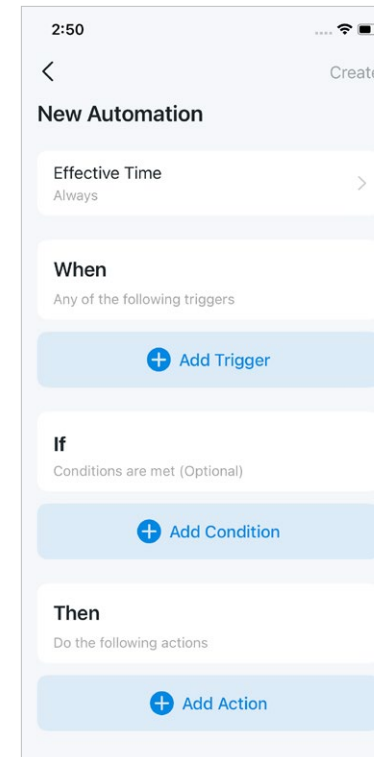 2:50
Create
New Automation
Effective Time
Always
When
Any of the following triggers
Add Trigger
If
Conditions are met (Optional)
Add Condition
Then
Do the following actions
Add Action